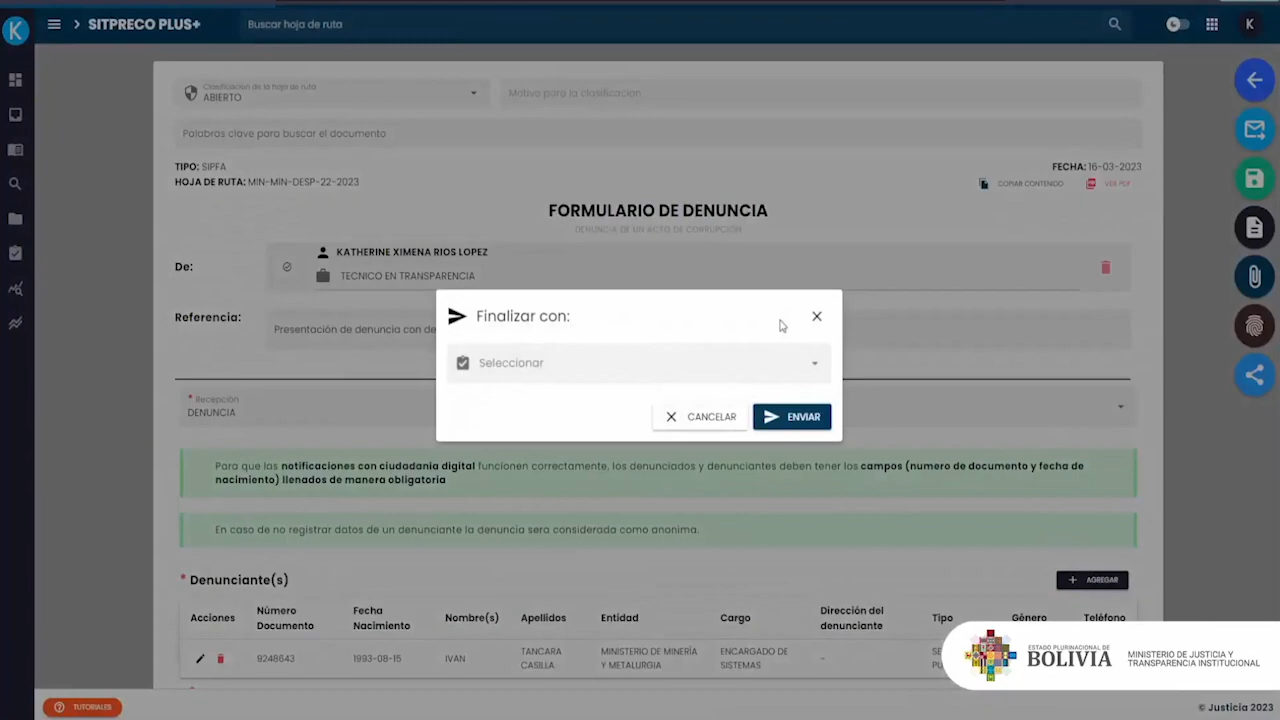 K
SITPRECO PLUS+
Buscar hoja de ruta
K
Clasificacion de la hoja de ruta
ABIERTO
Motivo para la clasificacion
Palabras clave para buscar el documento
TIPO: SIPFA
FECHA: 16-03-2023
HOJA DE RUTA: MIN-MIN-DESP-22-2023
COPIAR CONTENIDO
VER PDF
FORMULARIO DE DENUNCIA
DENUNCIA DE UN ACTO DE CORRUPCIÓN
De:
KATHERINE XIMENA RIOS LOPEZ
TECNICO EN TRANSPARENCIA
Referencia:
Presentación de denuncia con de
Finalizar con:
Seleccionar
CANCELAR
ENVIAR
* Recepción
DENUNCIA
Para que las notificaciones con ciudadania digital funcionen correctamente, los denunciados y denunciantes deben tener los campos (numero de documento y fecha de
nacimiento) llenados de manera obligatoria
En caso de no registrar datos de un denunciante la denuncia sera considerada como anonima.
* Denunciante(s)
AGREGAR
Acciones
Número
Documento
Fecha
Nacimiento
Nombre(s)
Apellidos
Entidad
Cargo
Dirección del
denunciante
Tipo
Género
Teléfono
9248643
1993-08-15
IVAN
TANCARA
CASILLA
MINISTERIO DE MINERÍA
Y METALURGIA
ENCARGADO DE
SISTEMAS
-
ESTADO PLURINACIONAL DE
BOLIVIA
MINISTERIO DE JUSTICIA Y
TRANSPARENCIA INSTITUCIONAL
TUTORIALES
© Justicia 2023